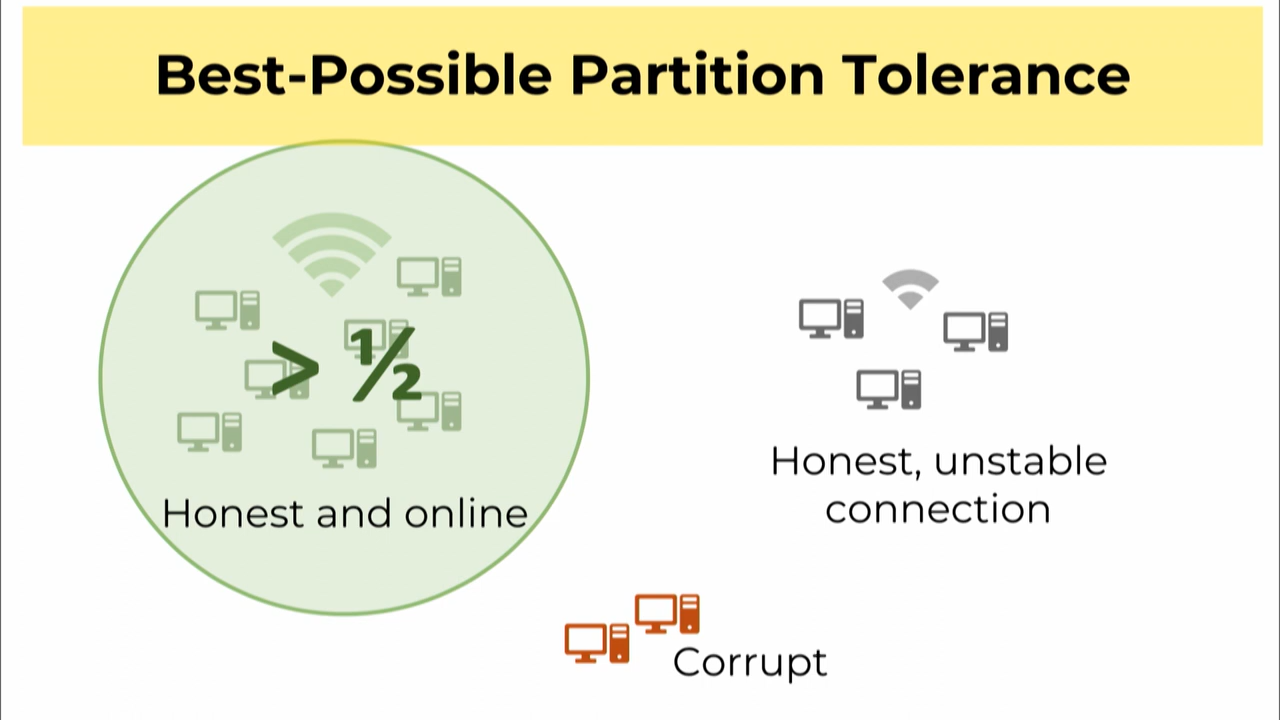 Best-Possible Partition Tolerance
> ½
Honest and online
Honest, unstable
connection
Corrupt